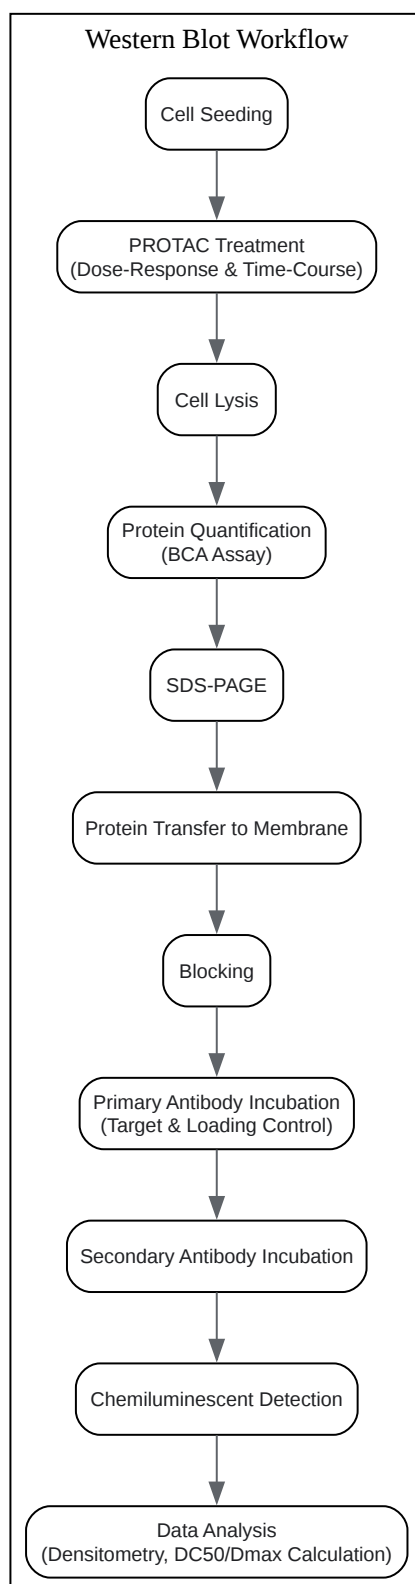 Western Blot Workflow
Cell Seeding
PROTAC Treatment
(Dose-Response & Time-Course)
Cell Lysis
Protein Quantification
(BCA Assay)
SDS-PAGE
Protein Transfer to Membrane
Blocking
Primary Antibody Incubation
(Target & Loading Control)
Secondary Antibody Incubation
Chemiluminescent Detection
Data Analysis
(Densitometry, DC50/Dmax Calculation)